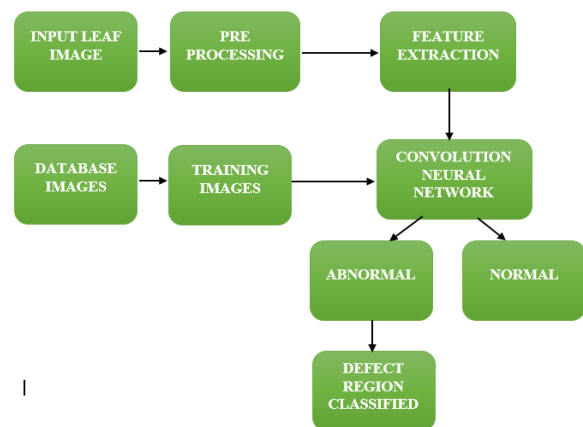 INPUT LEAF
IMAGE
PRE
PROCESSING
FEATURE
EXTRACTION
DATABASE
IMAGES
TRAINING
IMAGES
CONVOLUTION
NEURAL
NETWORK
ABNORMAL
NORMAL
DEFECT
REGION
CLASSIFIED